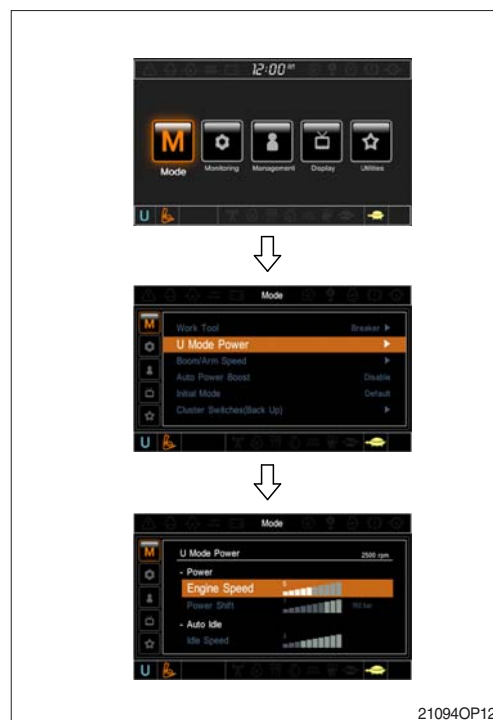 12:00
M
Mode
Monitoring
Management
Display
Utilities
U
Mode
M
Work Tool Breaker
U Mode Power
Boom/Arm Speed
Auto Power Boost Disable
Initial Mode Default
Cluster Switches(Back Up)
U
Mode
M
U Mode Power 2500 rpm
- Power
Engine Speed 5
Power Shift
- Auto Idle
Idle Speed
U
21094OP12